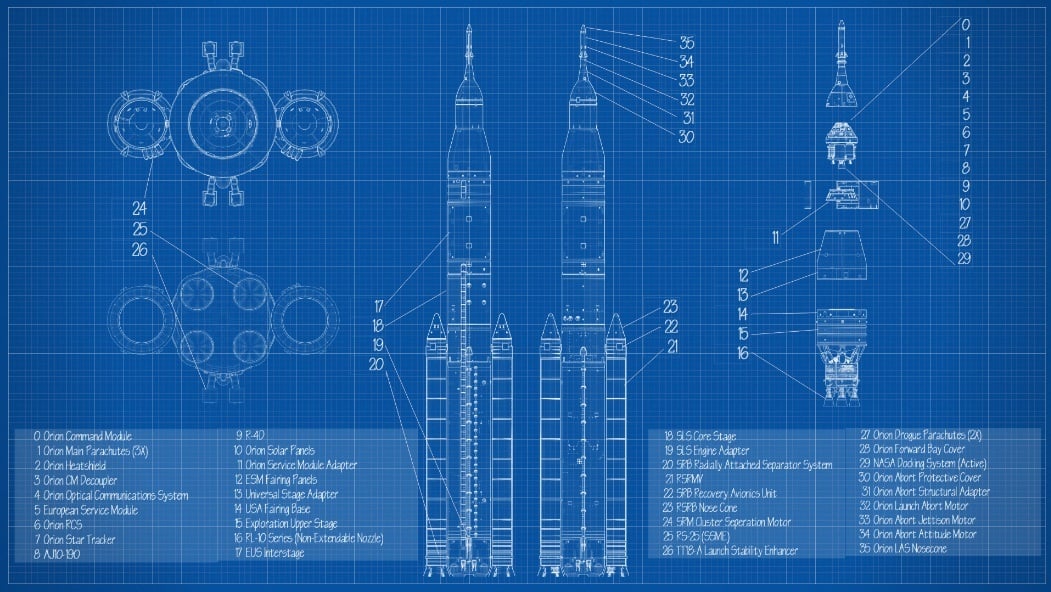 0
1
2
3
4
5
6
7
8
9
10
27
28
29
35
34
33
32
31
30
24
25
26
11
12
13
14
15
16
17
18
19
20
23
22
21
0 Orion Command Module
1 Orion Main Parachutes (3X)
2 Orion Heatshield
3 Orion CM Decoupler
4 Orion Optical Communications System
5 European Service Module
6 Orion RCS
7 Orion Star Tracker
8 AJ10-190
9 R-4D
10 Orion Solar Panels
11 Orion Service Module Adapter
12 ESM Fairing Panels
13 Universal Stage Adapter
14 USA Fairing Base
15 Exploration Upper Stage
16 RL-10 Series (Non-Extendable Nozzle)
17 EUS Interstage
18 SLS Core Stage
19 SLS Engine Adapter
20 SRB Radially Attached Separator System
21 RSRMV
22 SRB Recovery Avionics Unit
23 RSRB Nose Cone
24 SRM Cluster Seperation Motor
25 RS-25 (SSME)
26 TT18-A Launch Stability Enhancer
27 Orion Drogue Parachutes (2X)
28 Orion Forward Bay Cover
29 NASA Docking System (Active)
30 Orion Abort Protective Cover
31 Orion Abort Structural Adapter
32 Orion Launch Abort Motor
33 Orion Abort Jettison Motor
34 Orion Abort Attitude Motor
35 Orion LAS Nosecone